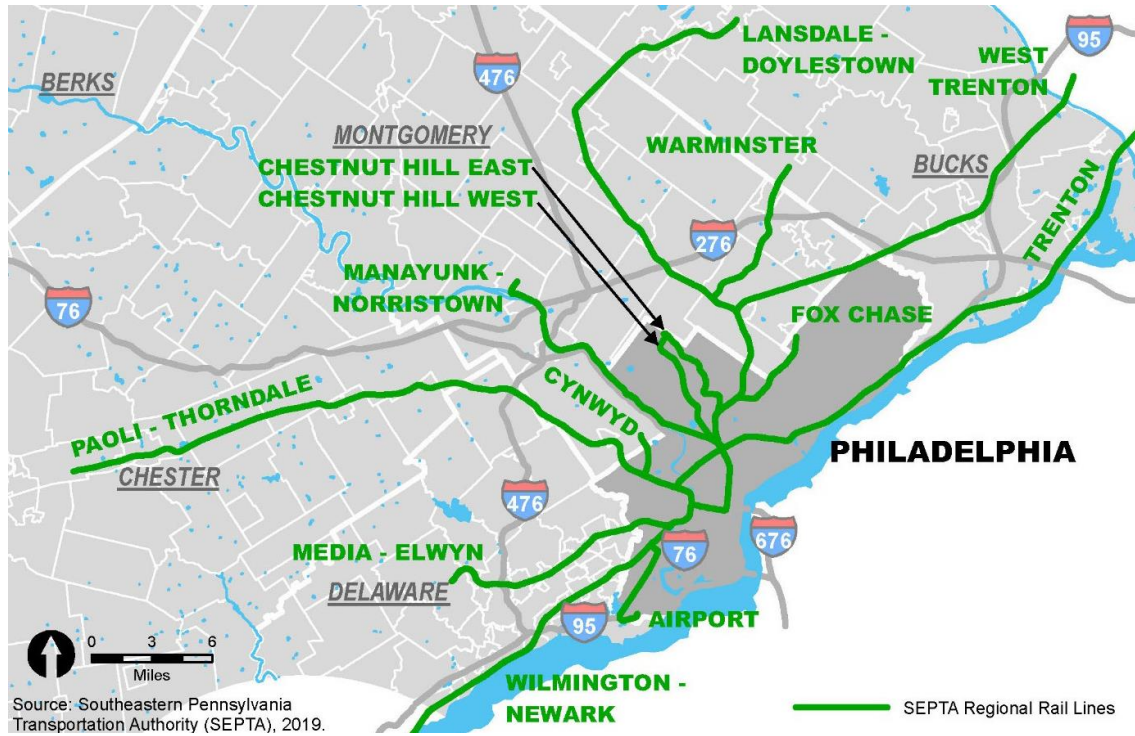 LANSDALE -
DOYLESTOWN
WEST
TRENTON
95
476
BERKS
MONTGOMERY
WARMINSTER
BUCKS
CHESTNUT HILL EAST
CHESTNUT HILL WEST
276
TRENTON
MANAYUNK -
NORRISTOWN
76
FOX CHASE
CYNWYD
PAOLI - THORNDALE
PHILADELPHIA
CHESTER
476
676
76
MEDIA - ELWYN
DELAWARE
AIRPORT
95
0 3 6
Miles
WILMINGTON -
NEWARK
Source: Southeastern Pennsylvania
Transportation Authority (SEPTA), 2019.
SEPTA Regional Rail Lines